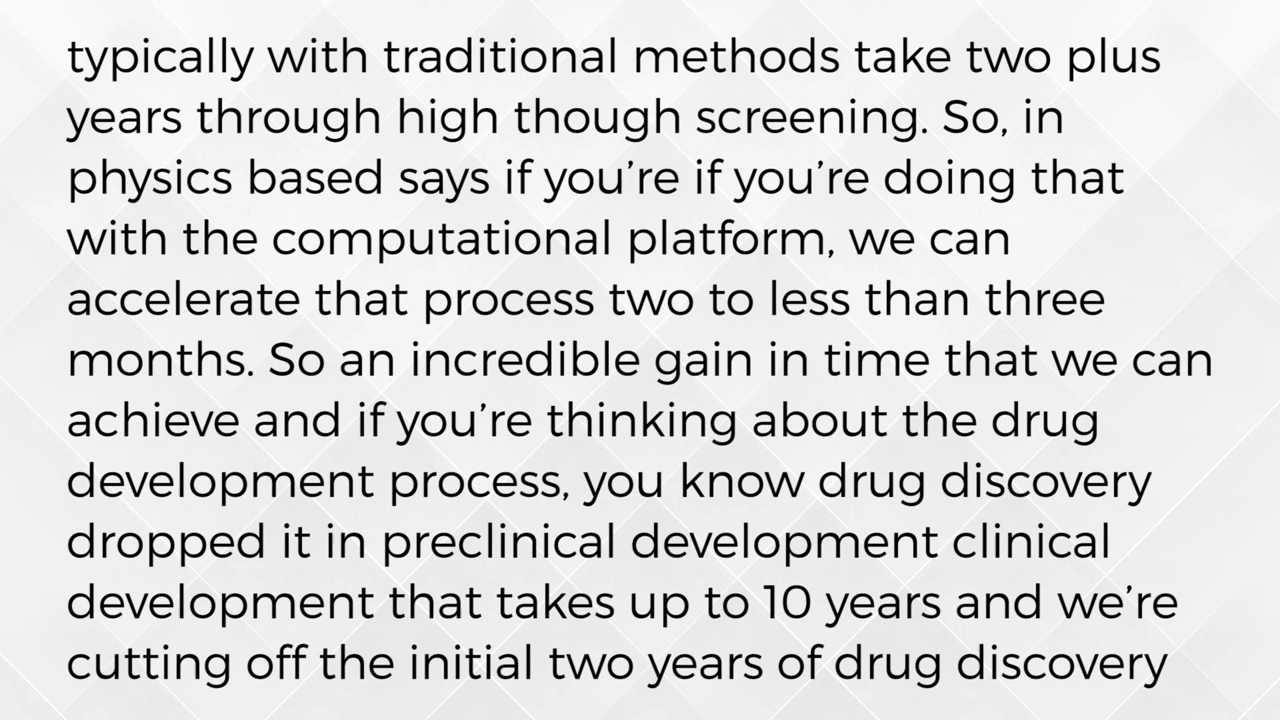 typically with traditional methods take two plus
years through high though screening. So, in
physics based says if you’re if you’re doing that
with the computational platform, we can
accelerate that process two to less than three
months. So an incredible gain in time that we can
achieve and if you’re thinking about the drug
development process, you know drug discovery
dropped it in preclinical development clinical
development that takes up to 10 years and we’re
cutting off the initial two years of drug discovery